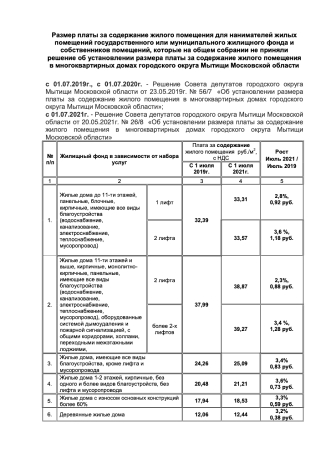 Размер платы за содержание жилого помещения для нанимателей жилых
помещений государственного или муниципального жилищного фонда и
собственников помещений, которые на общем собрании не приняли
решение об установлении размера платы за содержание жилого помещения
в многоквартирных домах городского округа Мытищи Московской области
с 01.07.2019г., с 01.07.2020г. - Решение Совета депутатов городского округа
Мытищи Московской области от 23.05.2019г. № 56/7 «Об установлении размера
платы за содержание жилого помещения в многоквартирных домах городского
округа Мытищи Московской области»;
с 01.07.2021г. - Решение Совета депутатов городского округа Мытищи Московской
области от 20.05.2021г. № 26/8 «Об установлении размера платы за содержание
жилого помещения в многоквартирных домах городского округа Мытищи
Московской области»
№
п/п
Жилищный фонд в зависимости от набора
услуг
Плата за содержание
жилого помещения руб./м²,
с НДС
С 1 июля
2019г.
С 1 июля
2021г.
Рост
Июль 2021 /
Июль 2019
1 2 3 4 5
1.
Жилые дома до 11-ти этажей,
панельные, блочные,
кирпичные, имеющие все виды
благоустройства
(водоснабжение,
канализование,
электроснабжение,
теплоснабжение,
мусоропровод)
1 лифт
32,39
33,31
2,8%,
0,92 руб.
2 лифта
33,57
3,6 %,
1,18 руб.
2.
Жилые дома 11-ти этажей и
выше, кирпичные, монолитно-
кирпичные, панельные,
имеющие все виды
благоустройства
(водоснабжение,
канализование,
электроснабжение,
теплоснабжение,
мусоропровод), оборудованные
системой дымоудаления и
пожарной сигнализацией, с
общими коридорами, холлами,
переходными межэтажными
лоджиями,
2 лифта
37,99
38,87
2,3%,
0,88 руб.
более 2-х
лифтов
39,27
3,4 %,
1,28 руб.
3.
Жилые дома, имеющие все виды
благоустройства, кроме лифта и
мусоропровода
24,26
25,09
3,4%
0,83 руб.
4.
Жилые дома 1-2 этажей, кирпичные, без
одного и более видов благоустройств, без
лифта и мусоропровода
20,48
21,21
3,6%
0,73 руб.
5.
Жилые дома с износом основных конструкций
более 60%
17,94
18,53
3,3%
0,59 руб.
6.
Деревянные жилые дома
12,06
12,44
3,2%
0,38 руб.